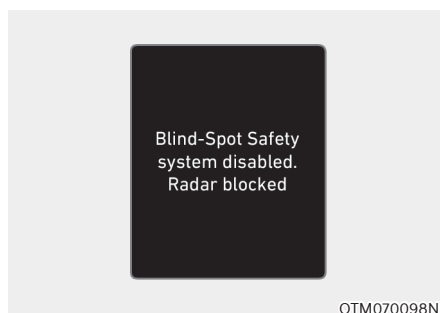 Blind-Spot Safety
system disabled.
Radar blocked
OTM070098N